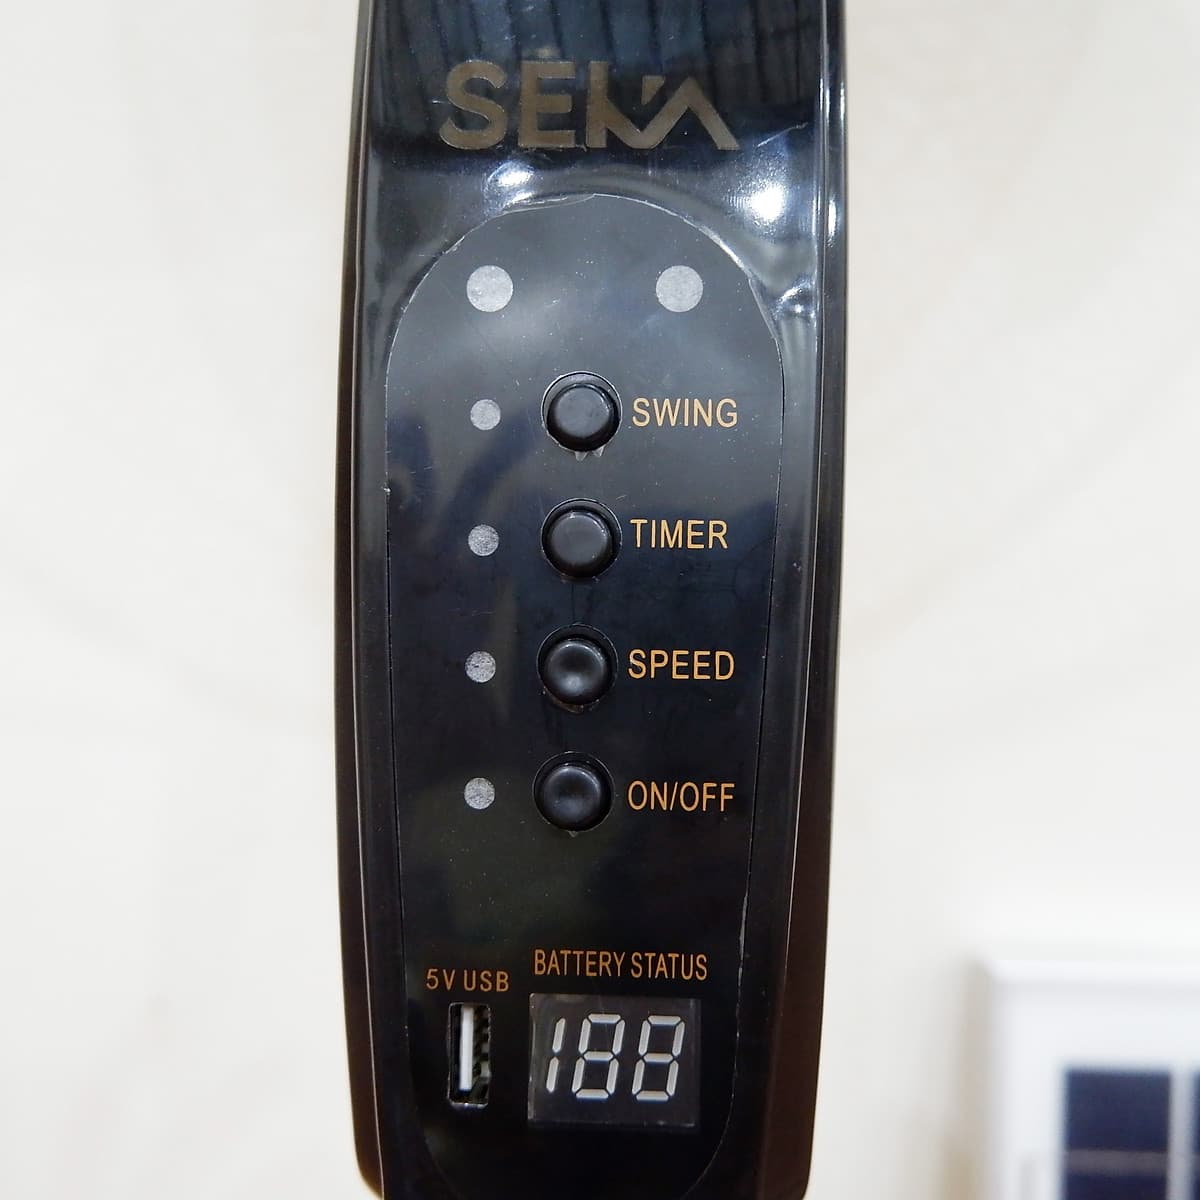 SEKA
SWING
TIMER
SPEED
ON/OFF
BATTERY STATUS
5V USB
188